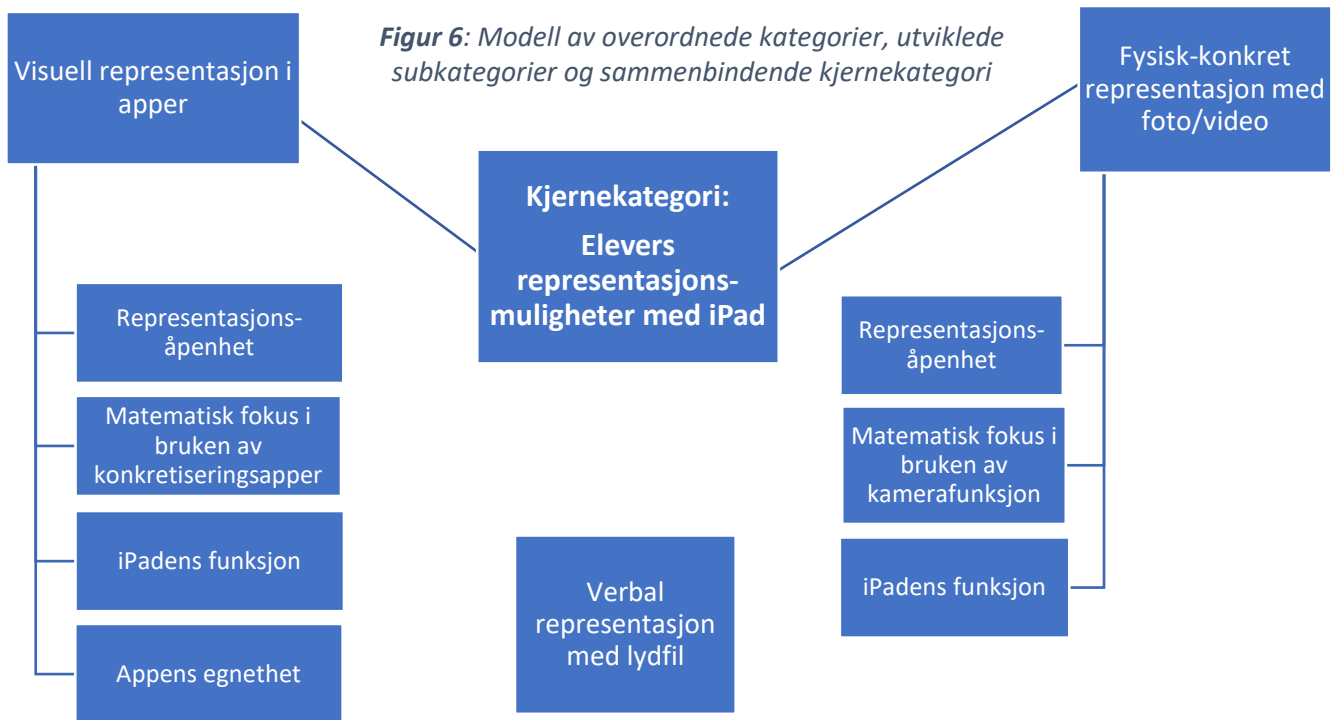 Figur 6: Modell av overordnede kategorier, utviklede
subkategorier og sammenbindende kjernekategori
Visuell representasjon i
apper
Fysisk-konkret
representasjon med
foto/video
Kjernekategori:
Elevers
representasjons-
muligheter med iPad
Representasjons-
åpenhet
Matematisk fokus i
bruken av
konkretiseringsapper
iPadens funksjon
Appens egnethet
Representasjons-
åpenhet
Matematisk fokus i
bruken av
kamerafunksjon
iPadens funksjon
Verbal
representasjon
med lydfil